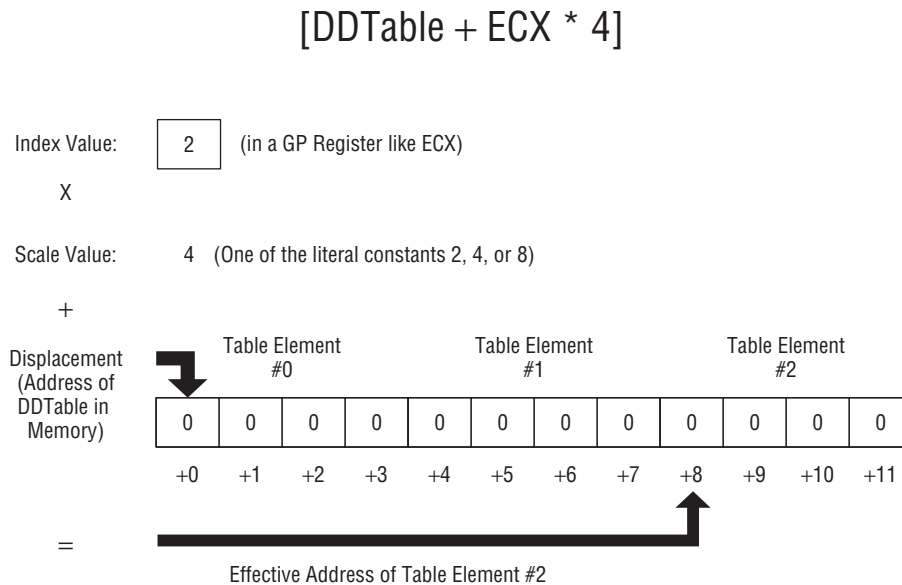 [DDTable + ECX * 4]
Index Value: 2 (in a GP Register like ECX)
X
Scale Value: 4 (One of the literal constants 2, 4, or 8)
+
Displacement
(Address of
DDTable in
Memory)
Table Element
#0
Table Element
#1
Table Element
#2
0 0 0 0 0 0 0 0 0 0 0 0
+0 +1 +2 +3 +4 +5 +6 +7 +8 +9 +10 +11
=
Effective Address of Table Element #2